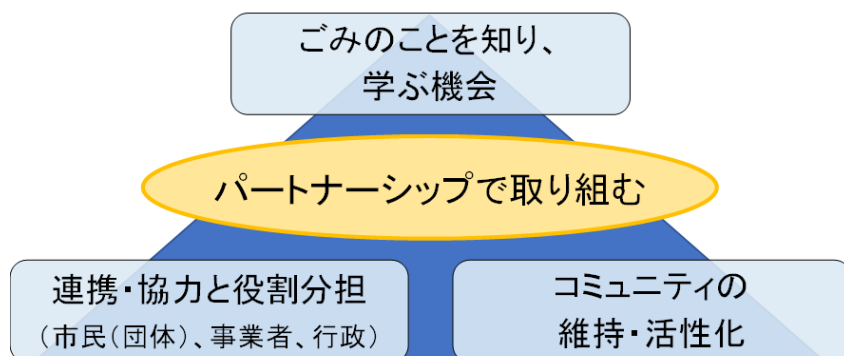 ごみのことを知り、
学ぶ機会
パートナーシップで取り組む
連携・協力と役割分担
（市民（団体）、事業者、行政）
コミュニティの
維持・活性化